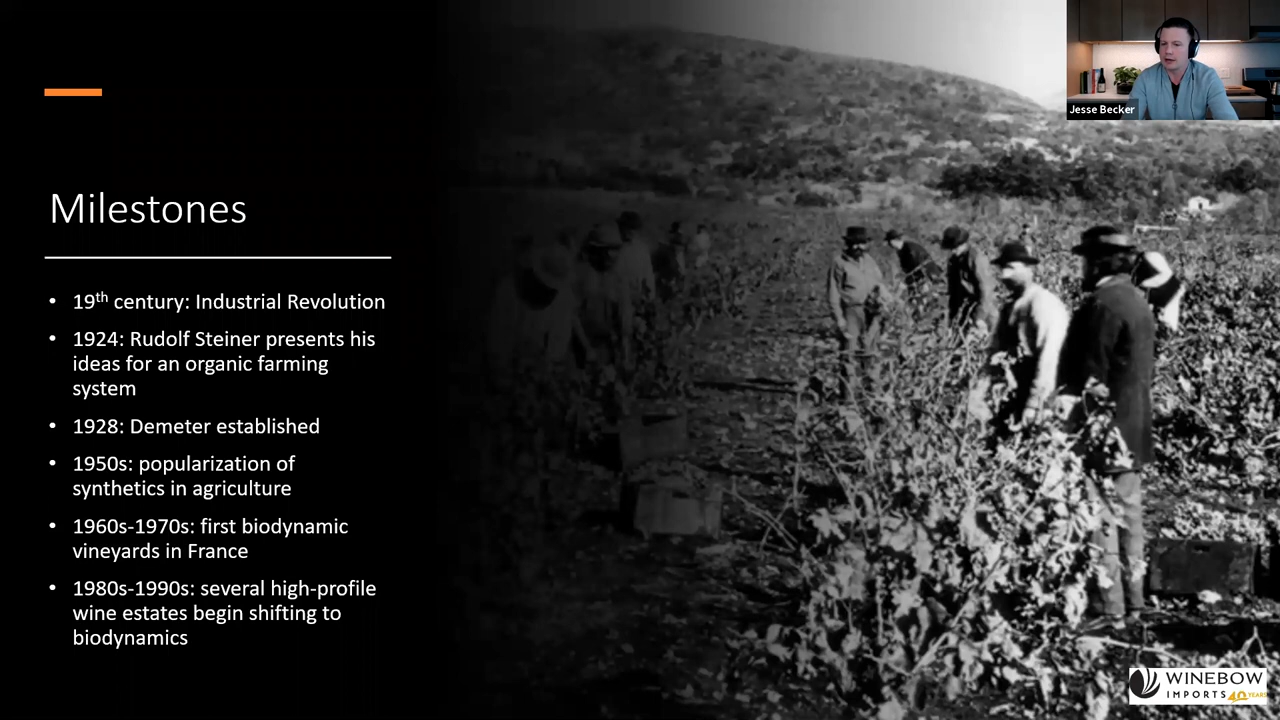 Jesse Becker
Milestones
• 19th century: Industrial Revolution
• 1924: Rudolf Steiner presents his
ideas for an organic farming
system
• 1928: Demeter established
• 1950s: popularization of
synthetics in agriculture
• 1960s-1970s: first biodynamic
vineyards in France
• 1980s-1990s: several high-profile
wine estates begin shifting to
biodynamics
WINEBOW
IMPORTS 40 YEARS